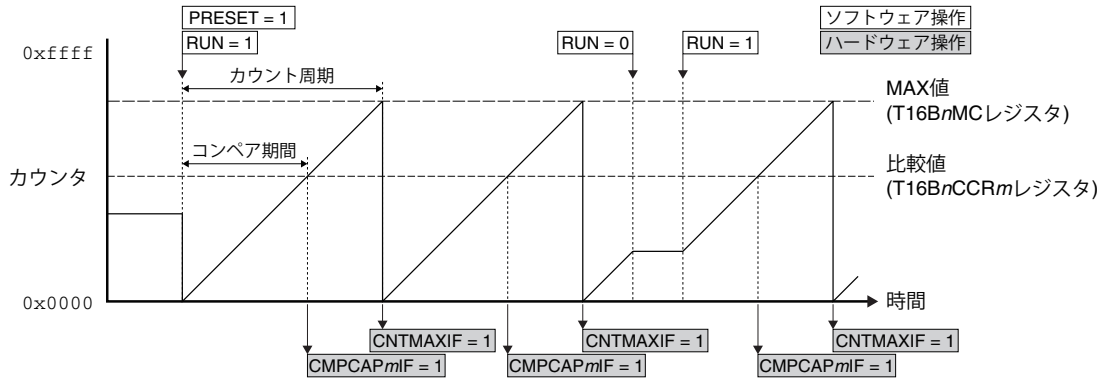 PRESET = 1
ソフトウェア操作
RUN = 1
RUN = 0
RUN = 1
ハードウェア操作
0xffff
カウント周期
MAX値
(T16BnMCレジスタ)
コンペア期間
比較値
(T16BnCCRmレジスタ)
カウンタ
0x0000
時間
CNTMAXIF = 1
CNTMAXIF = 1
CNTMAXIF = 1
CMPCAPmIF = 1
CMPCAPmIF = 1
CMPCAPmIF = 1